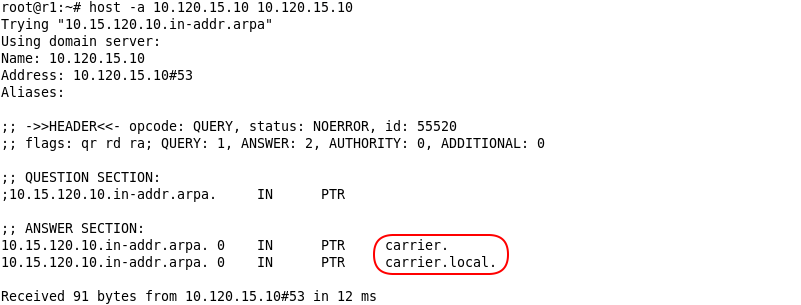 root@r1:~# host -a 10.120.15.10 10.120.15.10
Trying "10.15.120.10.in-addr.arpa"
Using domain server:
Name: 10.120.15.10
Address: 10.120.15.10#53
Aliases:

;; ->>HEADER<<- opcode: QUERY, status: NOERROR, id: 55520
;; flags: qr rd ra; QUERY: 1, ANSWER: 2, AUTHORITY: 0, ADDITIONAL: 0

;; QUESTION SECTION:
;10.15.120.10.in-addr.arpa.     IN      PTR

;; ANSWER SECTION:
10.15.120.10.in-addr.arpa. 0    IN      PTR     carrier.
10.15.120.10.in-addr.arpa. 0    IN      PTR     carrier.local.

Received 91 bytes from 10.120.15.10#53 in 12 ms